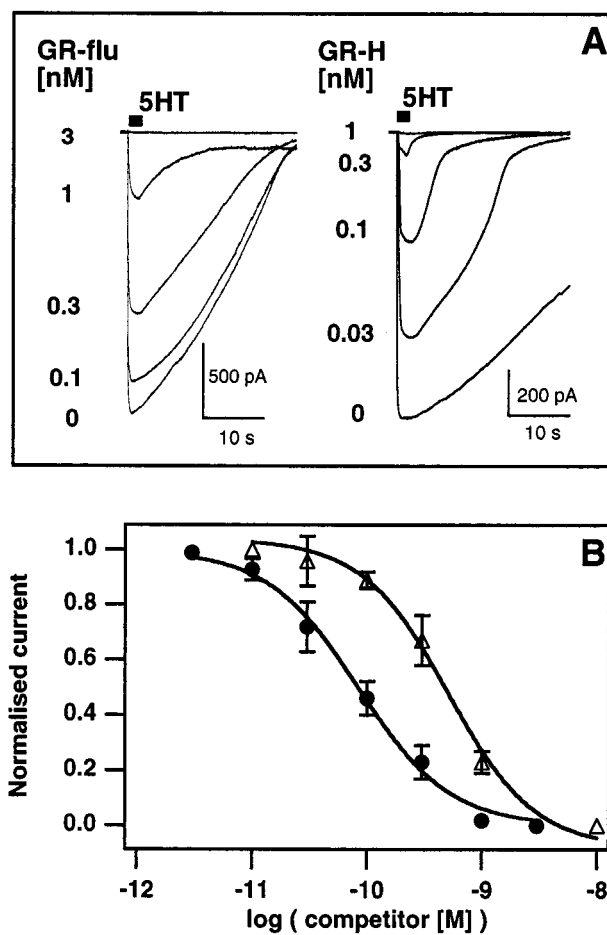 A
GR-flu
[nM]
5HT
3
1
0.3
0.1
0
500 pA
10 s
GR-H
[nM]
5HT
1
0.3
0.1
0.03
0
200 pA
10 s
B
Normalised current
1.0
0.8
0.6
0.4
0.2
0.0
-12 -11 -10 -9 -8
log ( competitor [M] )